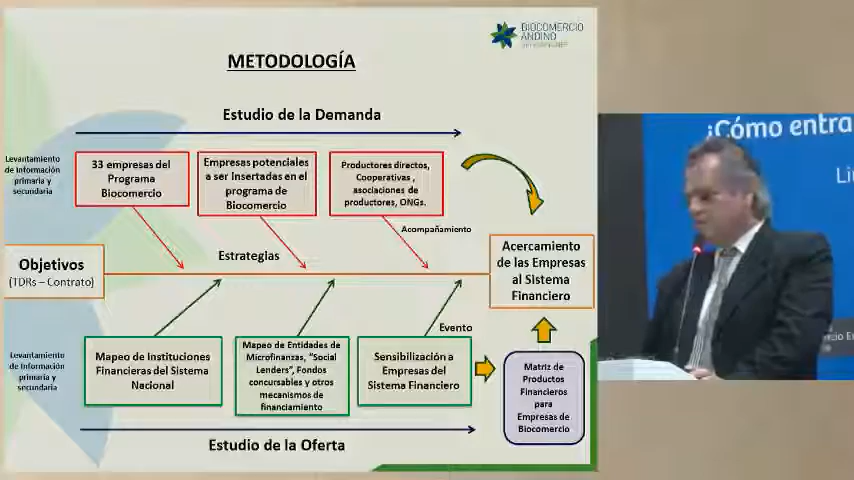 BIOCOMERCIO
ANDINO
METODOLOGÍA
Estudio de la Demanda
Levantamiento
de Información
primaria y
secundaria
33 empresas del
Programa
Biocomercio
Empresas potenciales
a ser insertadas en el
programa de
Biocomercio
Productores directos,
Cooperativas ,
asociaciones de
productores, ONGs.
Acompañamiento
Objetivos
(TDRs – Contrato)
Estrategias
Acercamiento
de las Empresas
al Sistema
Financiero
Evento
Levantamiento
de Información
primaria y
secundaria
Mapeo de Instituciones
Financieras del Sistema
Nacional
Mapeo de Entidades de
Microfinanzas, "Social
Lenders", Fondos
concursables y otros
mecanismos de
financiamiento
Sensibilización a
Empresas del
Sistema Financiero
Matriz de
Productos
Financieros
para
Empresas de
Biocomercio
Estudio de la Oferta
¡Cómo entra
Li